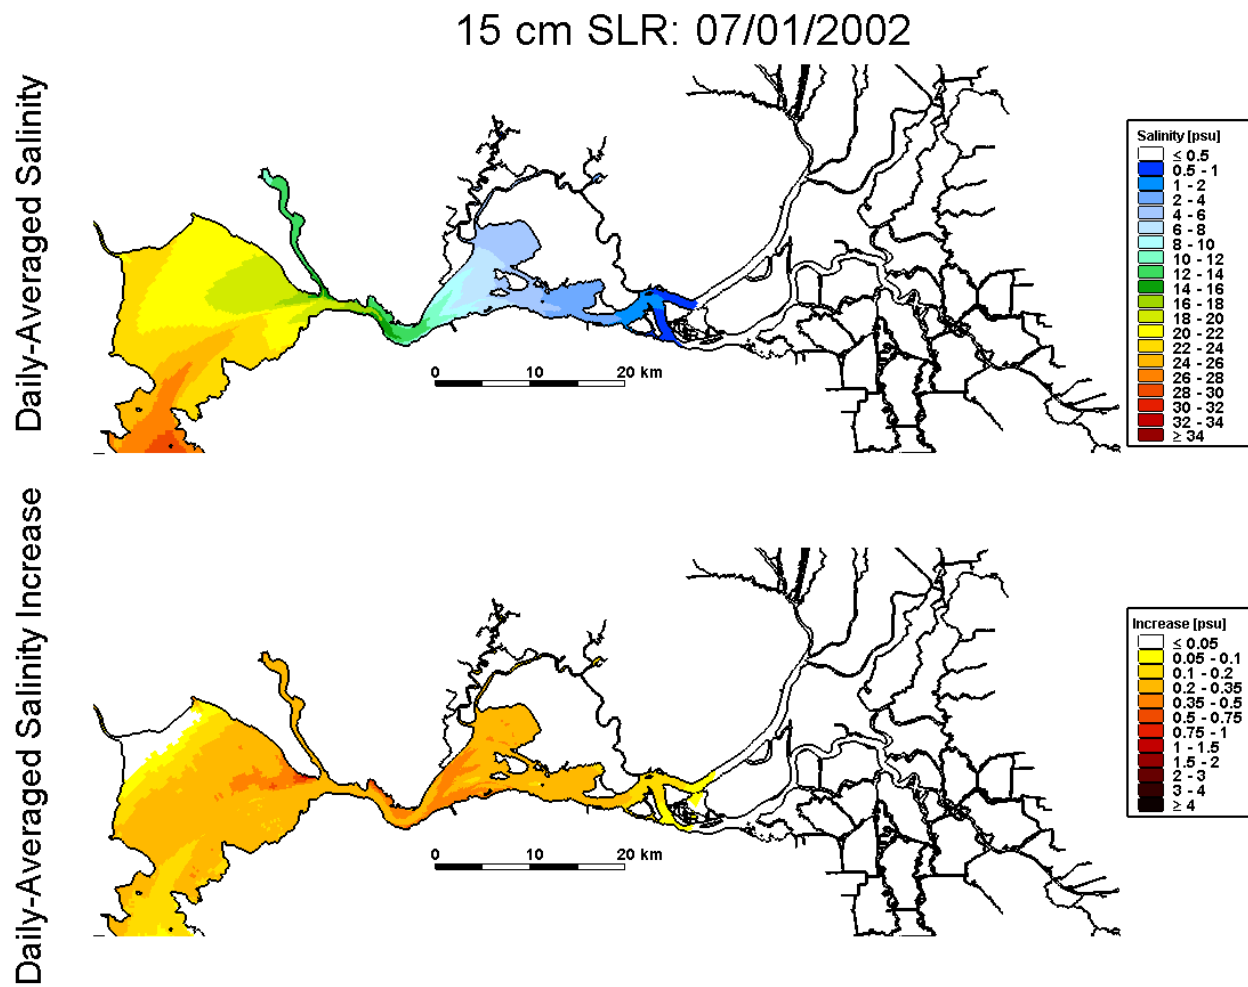 15 cm SLR: 07/01/2002
Daily-Averaged Salinity
Salinity [psu]
≤ 0.5
0.5 - 1
1 - 2
2 - 4
4 - 6
6 - 8
8 - 10
10 - 12
12 - 14
14 - 16
16 - 18
18 - 20
20 - 22
22 - 24
24 - 26
26 - 28
28 - 30
30 - 32
32 - 34
≥ 34
0 10 20 km
Daily-Averaged Salinity Increase
Increase [psu]
≤ 0.05
0.05 - 0.1
0.1 - 0.2
0.2 - 0.35
0.35 - 0.5
0.5 - 0.75
0.75 - 1
1 - 1.5
1.5 - 2
2 - 3
3 - 4
≥ 4
0 10 20 km